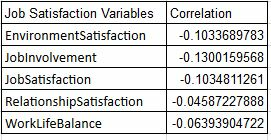 Job Satisfaction Variables Correlation
EnvironmentSatisfaction -0.1033689783
JobInvolvement -0.1300159568
JobSatisfaction -0.1034811261
RelationshipSatisfaction -0.04587227888
WorkLifeBalance -0.06393904722